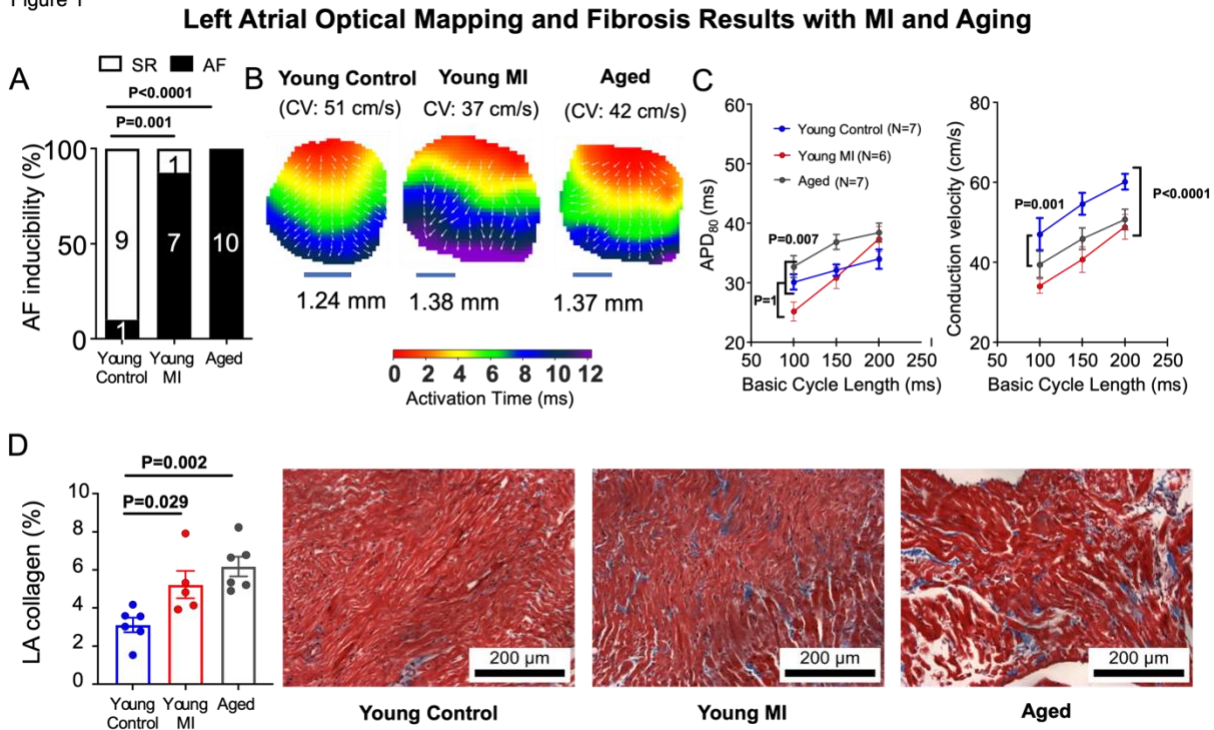 Figure 1
Left Atrial Optical Mapping and Fibrosis Results with MI and Aging
A
SR AF
P<0.0001
P=0.001
AF inducibility (%)
100
50
0
9
1
1
7
10
Young Control
Young MI
Aged
B
Young Control
(CV: 51 cm/s)
Young MI
CV: 37 cm/s)
Aged
(CV: 42 cm/s)
1.24 mm
1.38 mm
1.37 mm
0 2 4 6 8 10 12
Activation Time (ms)
C
APD80 (ms)
60
50
40
30
20
Young Control (N=7)
Young MI (N=6)
Aged (N=7)
P=0.007
P=1
50 100 150 200 250
Basic Cycle Length (ms)
Conduction velocity (cm/s)
80
60
40
20
P=0.001
P<0.0001
50 100 150 200 250
Basic Cycle Length (ms)
D
P=0.002
P=0.029
LA collagen (%)
10
8
6
4
2
0
Young Control
Young MI
Aged
200 µm
200 µm
200 µm
Young Control
Young MI
Aged